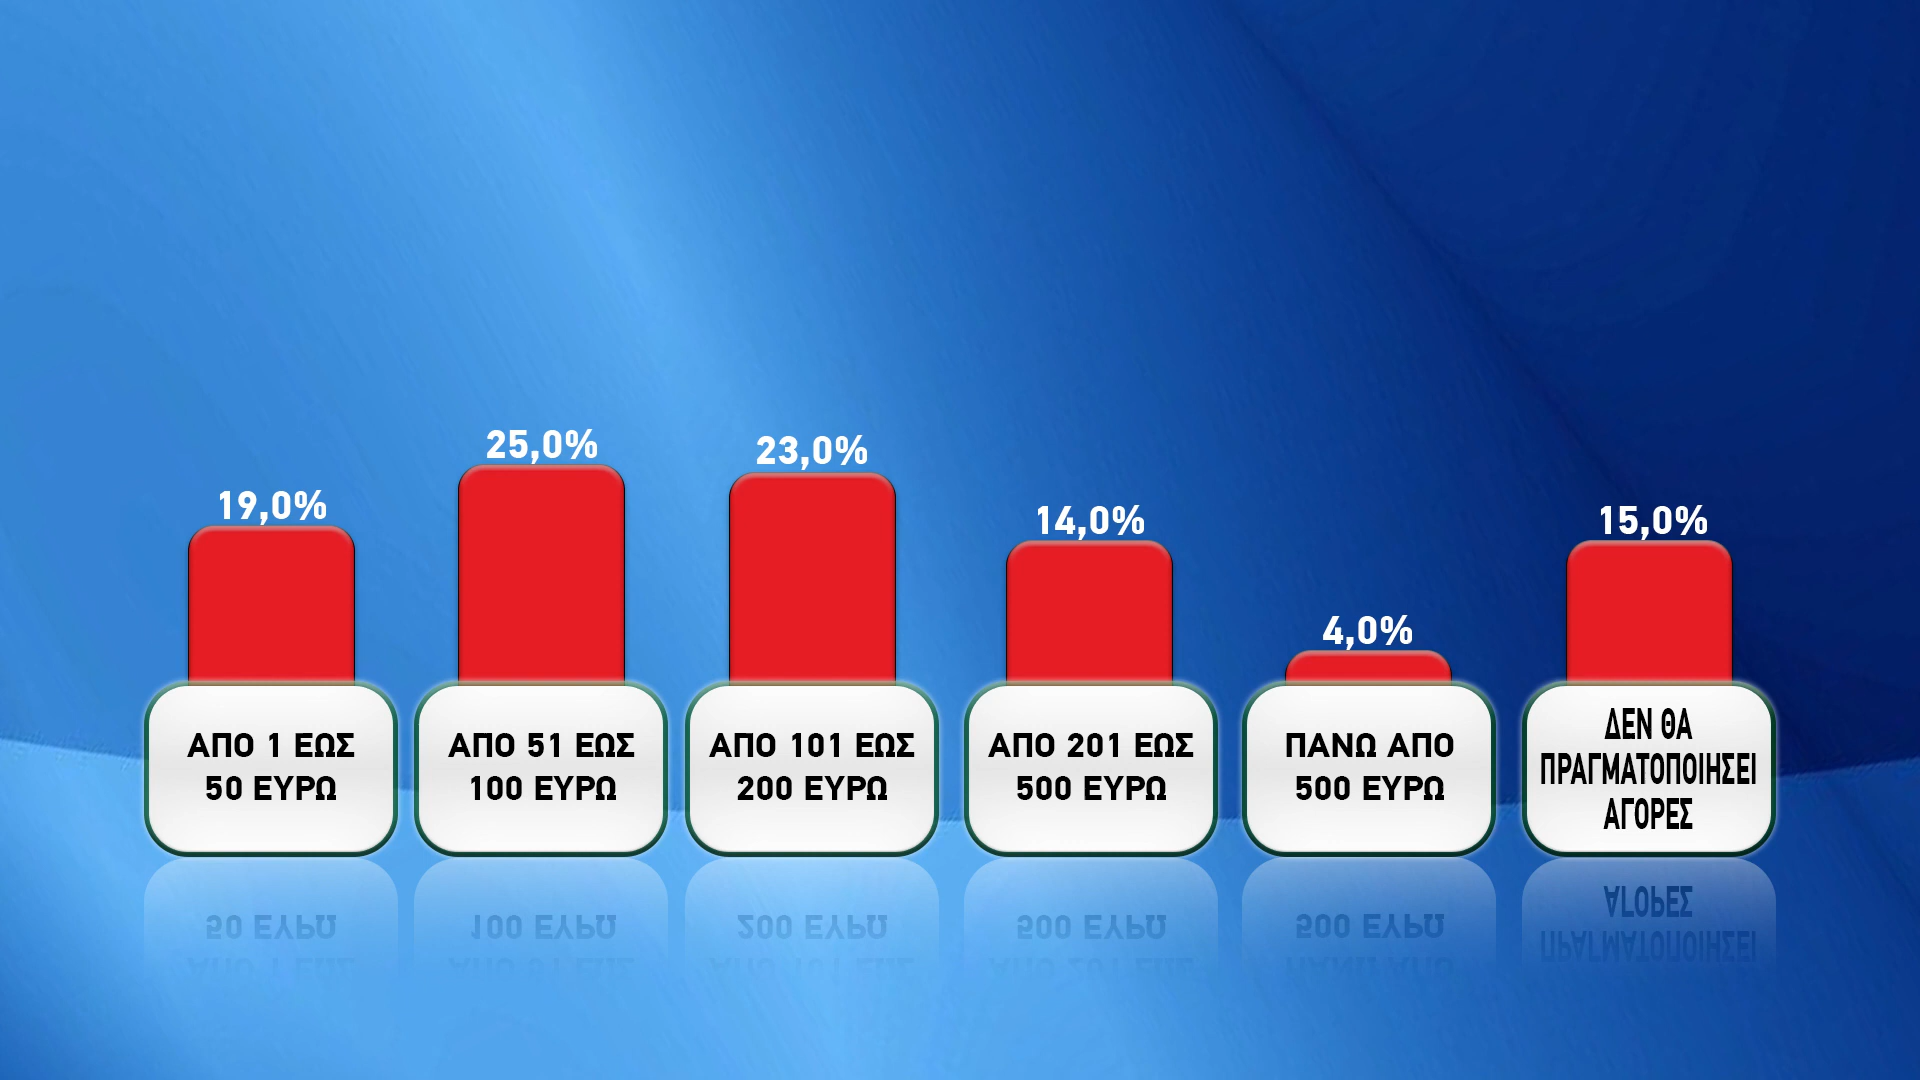 19,0%
25,0%
23,0%
14,0%
4,0%
15,0%
ΑΠΟ 1 ΕΩΣ
50 ΕΥΡΩ
ΑΠΟ 51 ΕΩΣ
100 ΕΥΡΩ
ΑΠΟ 101 ΕΩΣ
200 ΕΥΡΩ
ΑΠΟ 201 ΕΩΣ
500 ΕΥΡΩ
ΠΑΝΩ ΑΠΟ
500 ΕΥΡΩ
ΔΕΝ ΘΑ
ΠΡΑΓΜΑΤΟΠΟΙΗΣΕΙ
ΑΓΟΡΕΣ